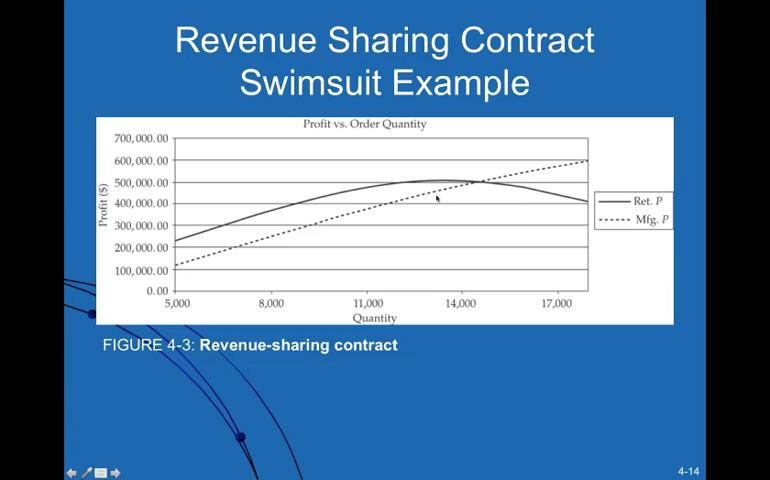 Revenue Sharing Contract
Swimsuit Example
Profit vs. Order Quantity
700,000.00
600,000.00
500,000.00
400,000.00
300,000.00
200,000.00
100,000.00
0.00
Profit ($)
5,000
8,000
11,000
14,000
17,000
Quantity
Ret. P
Mfg. P
FIGURE 4-3: Revenue-sharing contract
4-14